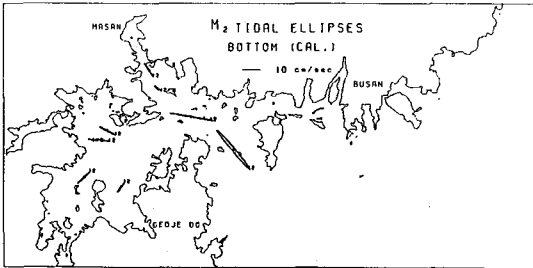 MASAN
M2 TIDAL ELLIPSES
BOTTOM (CAL.)
10 cm/sec
BUSAN
GEOJE DO